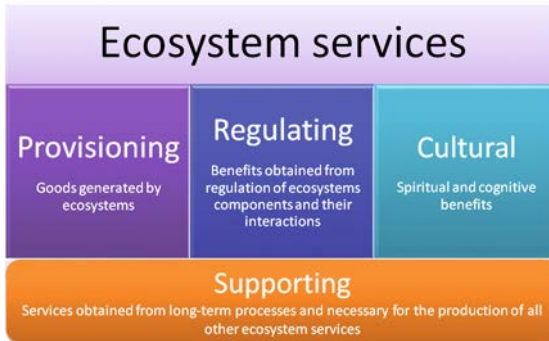 Ecosystem services
Provisioning
Goods generated by
ecosystems
Regulating
Benefits obtained from
regulation of ecosystems
components and their
interactions
Cultural
Spiritual and cognitive
benefits
Supporting
Services obtained from long-term processes and necessary for the production of all
other ecosystem services